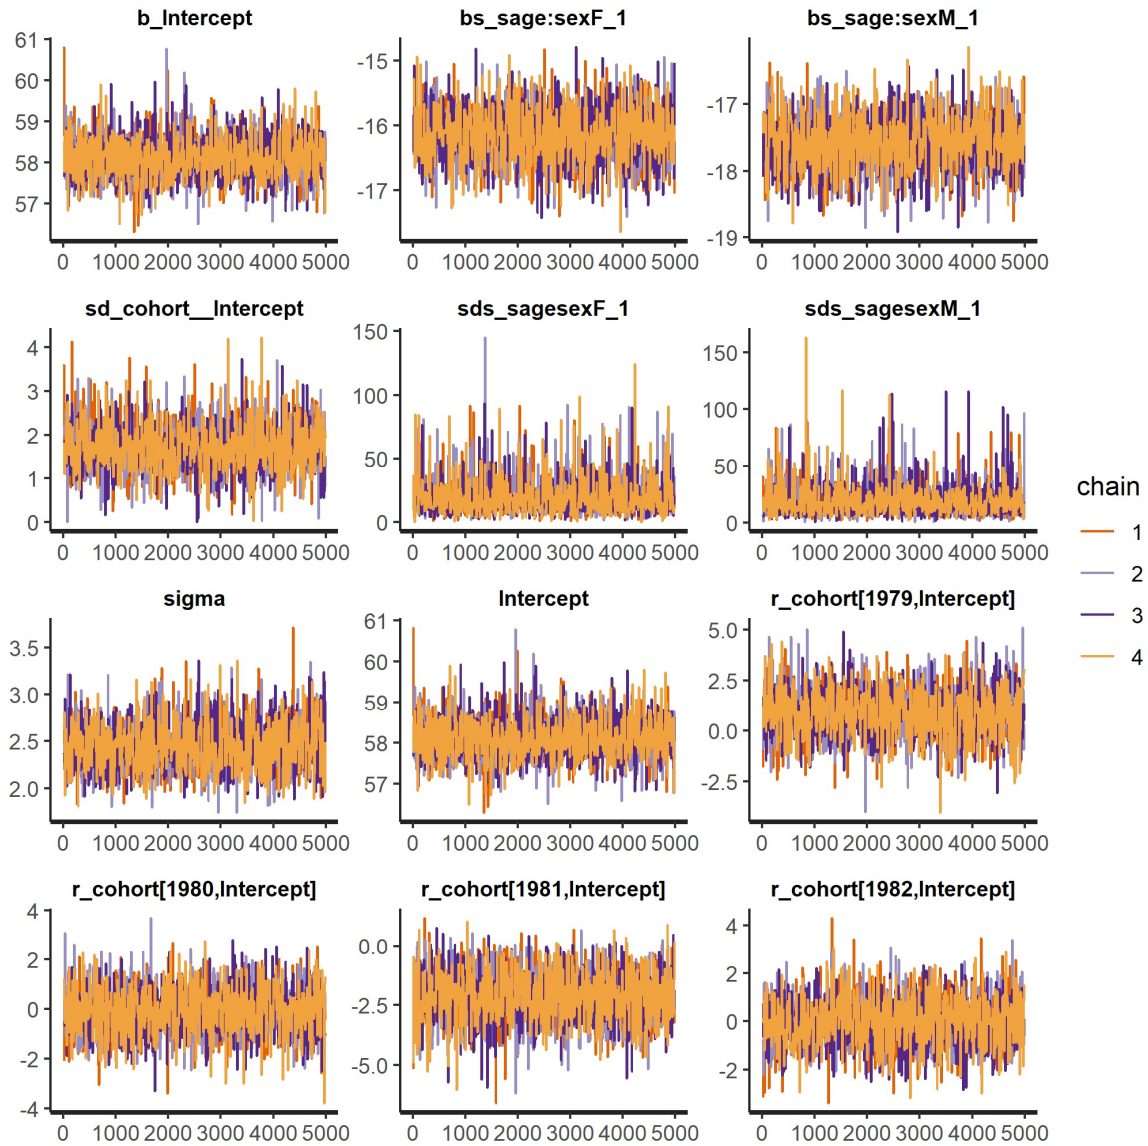 b_Intercept
61
60
59
58
57
0 1000 2000 3000 4000 5000
bs_sage:sexF_1
-15
-16
-17
0 1000 2000 3000 4000 5000
bs_sage:sexM_1
-17
-18
-19
0 1000 2000 3000 4000 5000
sd_cohort__Intercept
4
3
2
1
0
0 1000 2000 3000 4000 5000
sds_sagesexF_1
150
100
50
0
0 1000 2000 3000 4000 5000
sds_sagesexM_1
150
100
50
0
0 1000 2000 3000 4000 5000
sigma
3.5
3.0
2.5
2.0
0 1000 2000 3000 4000 5000
Intercept
61
60
59
58
57
0 1000 2000 3000 4000 5000
r_cohort[1979,Intercept]
5.0
2.5
0.0
-2.5
0 1000 2000 3000 4000 5000
r_cohort[1980,Intercept]
4
2
0
-2
-4
0 1000 2000 3000 4000 5000
r_cohort[1981,Intercept]
0.0
-2.5
-5.0
0 1000 2000 3000 4000 5000
r_cohort[1982,Intercept]
4
2
0
-2
0 1000 2000 3000 4000 5000
chain
1
2
3
4